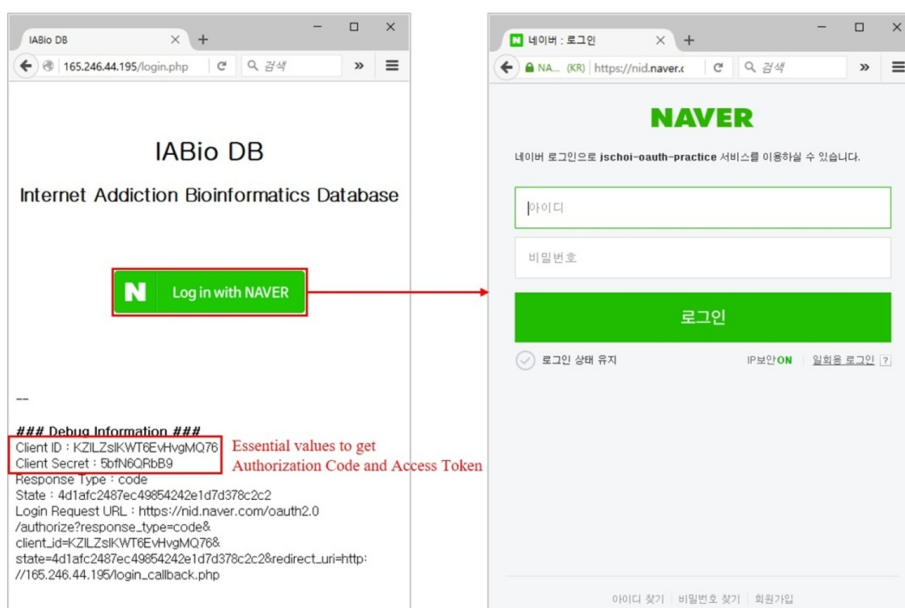 IABio DB
165.246.44.195/login.php
검색
IABio DB
Internet Addiction Bioinformatics Database
N Log in with NAVER
--
### Debug Information ###
Client ID : KZILZsIKWT6EvHvgMQ76
Client Secret : 5bfN6QRbB9
Essential values to get
Authorization Code and Access Token
Response Type : code
State : 4d1afc2487ec49854242e1d7d378c2c2
Login Request URL : https://nid.naver.com/oauth2.0
/authorize?response_type=code&
client_id=KZILZsIKWT6EvHvgMQ76&
state=4d1afc2487ec49854242e1d7d378c2c2&redirect_uri=http:
//165.246.44.195/login_callback.php
네이버 : 로그인
NA... (KR) https://nid.naver.c
검색
NAVER
네이버 로그인으로 jschoi-oauth-practice 서비스를 이용하실 수 있습니다.
아이디
비밀번호
로그인
로그인 상태 유지
IP보안ON 일회용 로그인 ?
아이디 찾기 비밀번호 찾기 회원가입